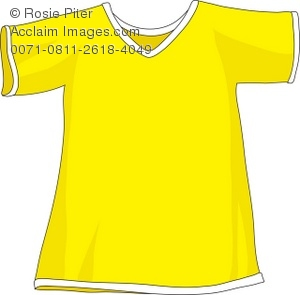 © Rosie Piter
Acclaim Images.com
0071-0811-2618-4049